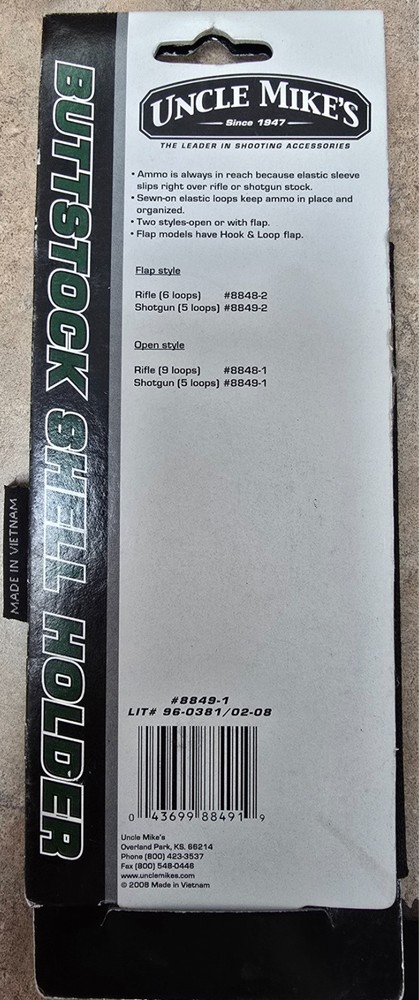 UNCLE MIKE'S
Since 1947
THE LEADER IN SHOOTING ACCESSORIES
BUTTSTOCK SHELL HOLDER
• Ammo is always in reach because elastic sleeve
slips right over rifle or shotgun stock.
• Sewn-on elastic loops keep ammo in place and
organized.
• Two styles-open or with flap.
• Flap models have Hook & Loop flap.
Flap style
Rifle (6 loops) #8848-2
Shotgun (5 loops) #8849-2
Open style
Rifle (9 loops) #8848-1
Shotgun (5 loops) #8849-1
MADE IN VIETNAM
#8849-1
LIT# 96-0381/02-08
0 43699 88491 9
Uncle Mike's
Overland Park, KS. 66214
Phone (800) 423-3537
Fax (800) 548-0446
www.unclemikes.com
© 2008 Made in Vietnam